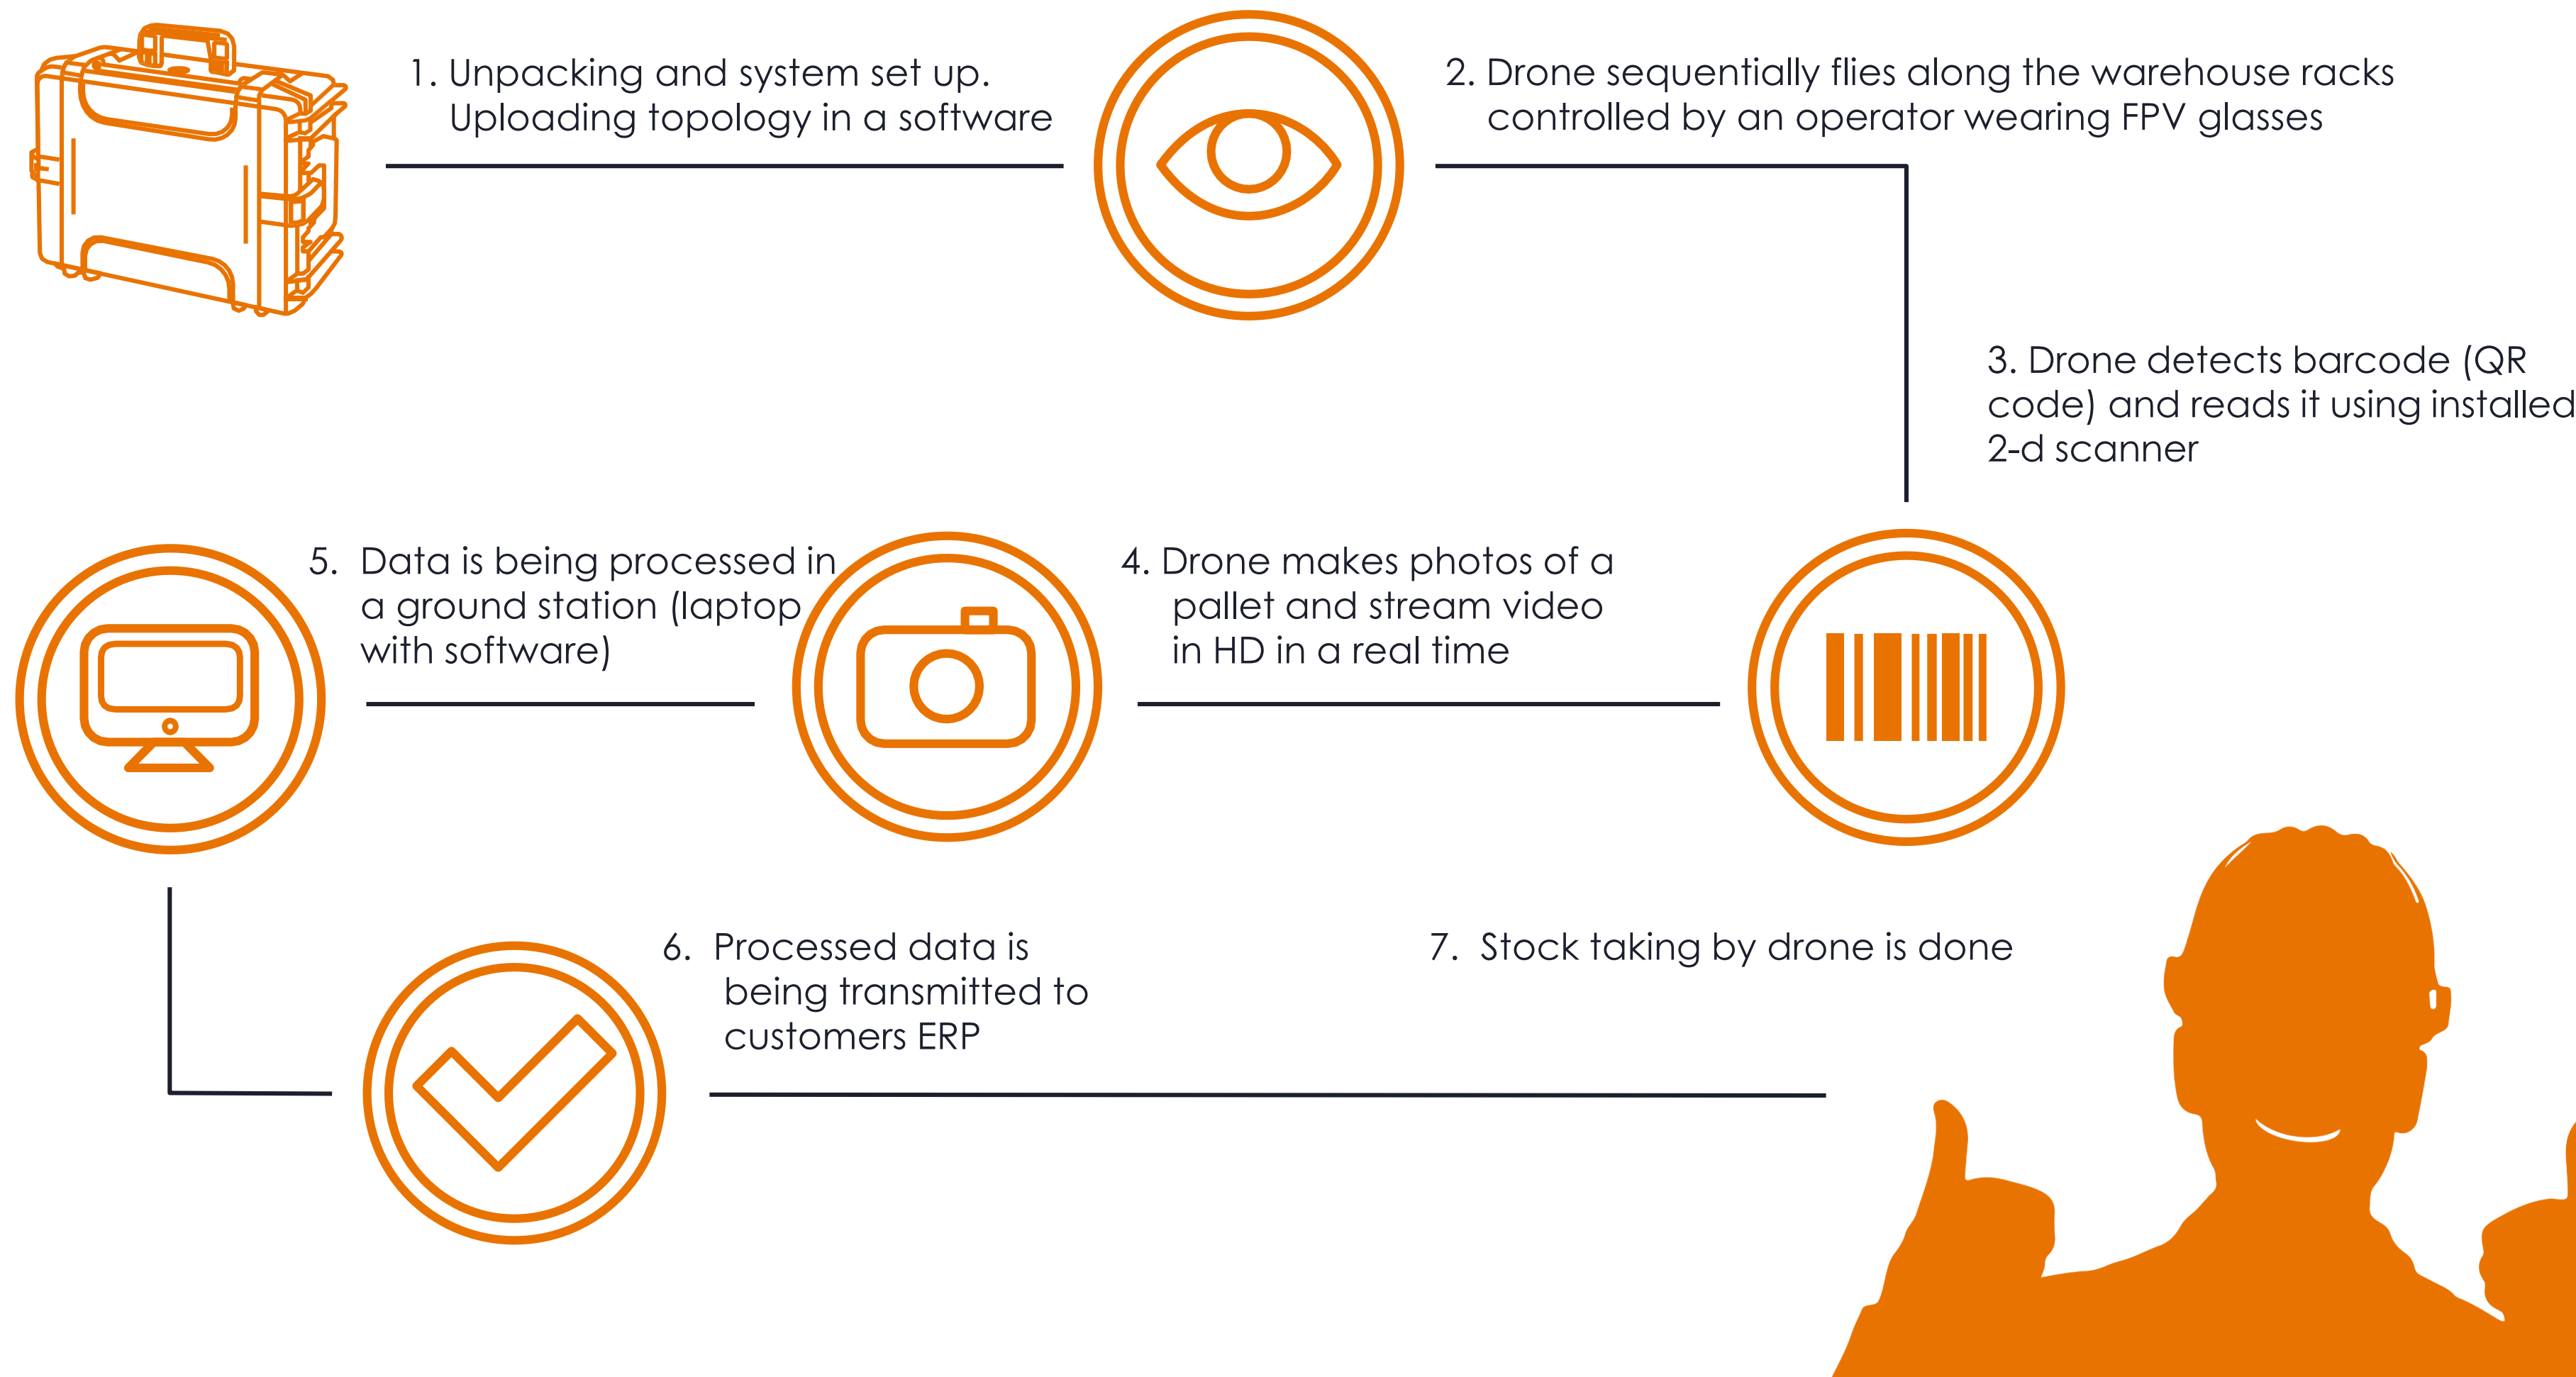 1. Unpacking and system set up.
Uploading topology in a software
2. Drone sequentially flies along the warehouse racks
controlled by an operator wearing FPV glasses
3. Drone detects barcode (QR
code) and reads it using installed
2-d scanner
4. Drone makes photos of a
pallet and stream video
in HD in a real time
5. Data is being processed in
a ground station (laptop
with software)
6. Processed data is
being transmitted to
customers ERP
7. Stock taking by drone is done